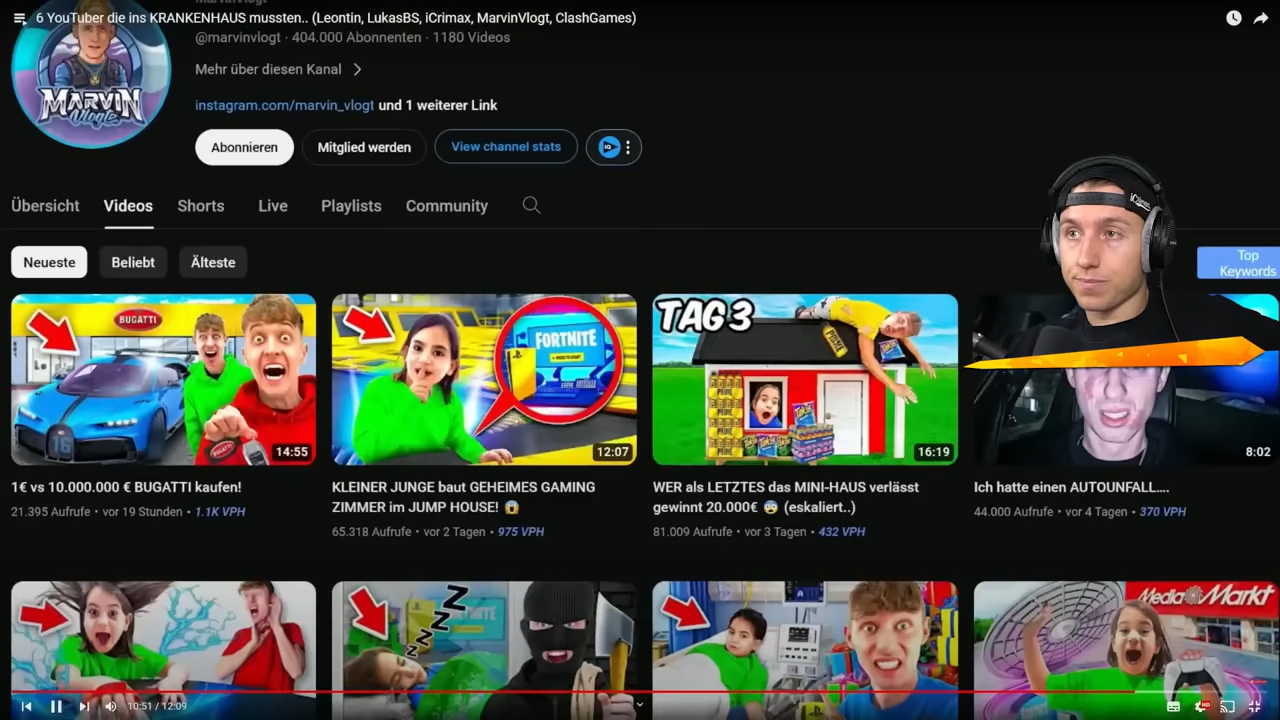 6 YouTuber die ins KRANKENHAUS mussten.. (Leontin, LukasBS, iCrimax, MarvinVlogt, ClashGames)
@marvinvlogt · 404.000 Abonnenten · 1180 Videos
Mehr über diesen Kanal
instagram.com/marvin_vlogt und 1 weiterer Link
MARVIN
Vlogt
Abonnieren
Mitglied werden
View channel stats
Übersicht
Videos
Shorts
Live
Playlists
Community
Neueste
Beliebt
Älteste
Top
Keywords
BUGATTI
14:55
FORTNITE
12:07
TAG 3
PRIME
16:19
8:02
1€ vs 10.000.000 € BUGATTI kaufen!
21.395 Aufrufe • vor 19 Stunden • 1.1K VPH
KLEINER JUNGE baut GEHEIMES GAMING
ZIMMER im JUMP HOUSE! 😱
65.318 Aufrufe • vor 2 Tagen • 975 VPH
WER als LETZTES das MINI-HAUS verlässt
gewinnt 20.000€ 😨 (eskaliert..)
81.009 Aufrufe • vor 3 Tagen • 432 VPH
Ich hatte einen AUTOUNFALL....
44.000 Aufrufe • vor 4 Tagen • 370 VPH
Z Z Z Z Z
Media Markt
10:51 / 12:09
HD